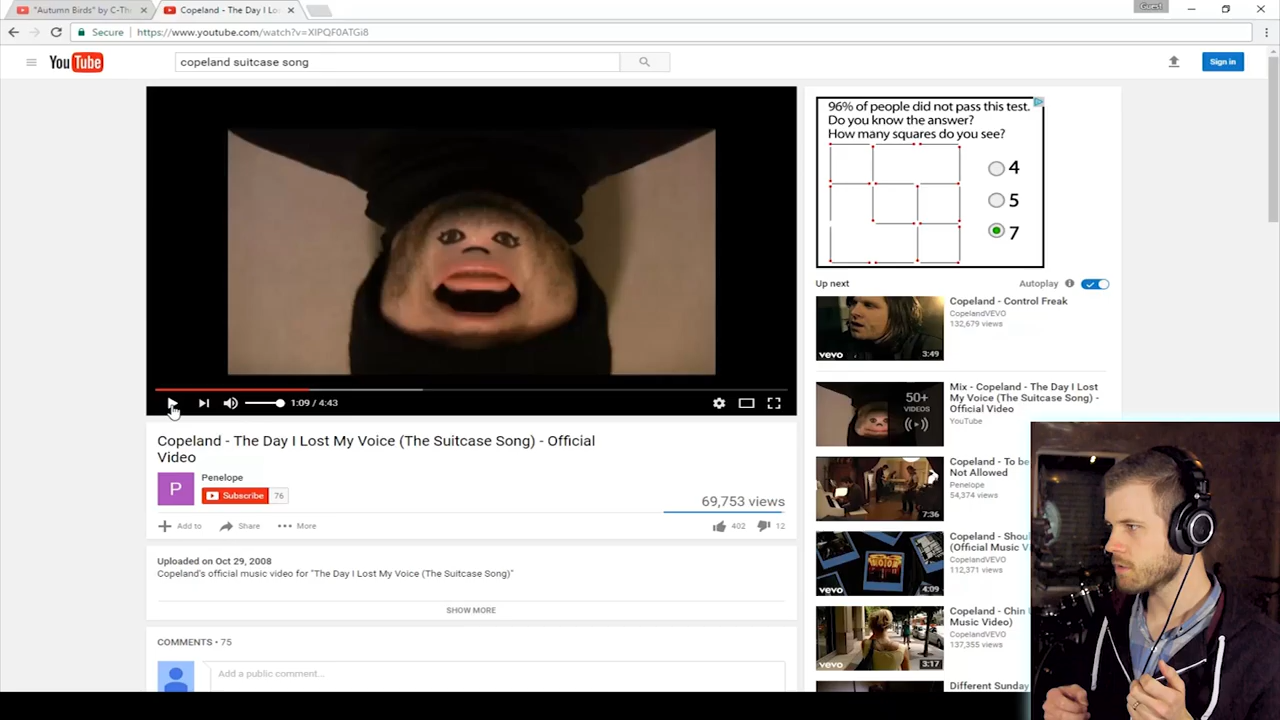 "Autumn Birds" by C-Th
Copeland - The Day I Los
Guest
Secure
https://www.youtube.com/watch?v=XIPQF0ATGi8
YouTube
copeland suitcase song
Sign in
96% of people did not pass this test.
Do you know the answer?
How many squares do you see?
4
5
7
1:09 / 4:43
Copeland - The Day I Lost My Voice (The Suitcase Song) - Official
Video
P
Penelope
Subscribe
76
69,753 views
Add to
Share
More
402
12
Uploaded on Oct 29, 2008
Copeland's official music video for "The Day I Lost My Voice (The Suitcase Song)"
SHOW MORE
COMMENTS • 75
Add a public comment...
Up next
Autoplay
Copeland - Control Freak
CopelandVEVO
132,679 views
vevo
3:49
50+
VIDEOS
Mix - Copeland - The Day I Lost
My Voice (The Suitcase Song) -
Official Video
YouTube
Copeland - To be
Not Allowed
Penelope
54,374 views
7:36
Copeland - Shou
(Official Music V
CopelandVEVO
112,371 views
vevo
4:09
Copeland - Chin
Music Video)
CopelandVEVO
137,355 views
vevo
3:17
Different Sunday